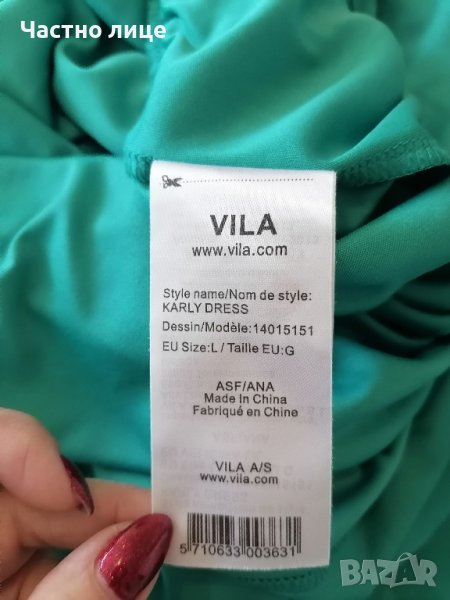 Частно лице
VILA
www.vila.com
Style name/Nom de style:
KARLY DRESS
Dessin/Modèle:14015151
EU Size:L / Taille EU:G
ASF/ANA
Made In China
Fabriqué en Chine
VILA A/S
www.vila.com
5 710633 003631
BAZAR